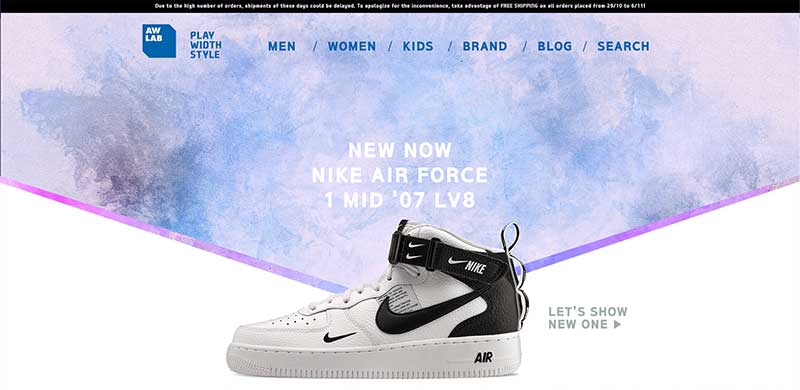 Due to the high number of orders, shipments of these days could be delayed. To apologize for the inconvenience, take advantage of FREE SHIPPING on all orders placed from 29/10 to 6/11!
AW
LAB
PLAY
WIDTH
STYLE
MEN / WOMEN / KIDS / BRAND / BLOG / SEARCH
NEW NOW
NIKE AIR FORCE
1 MID '07 LV8
NIKE
AIR
LET'S SHOW
NEW ONE ▶